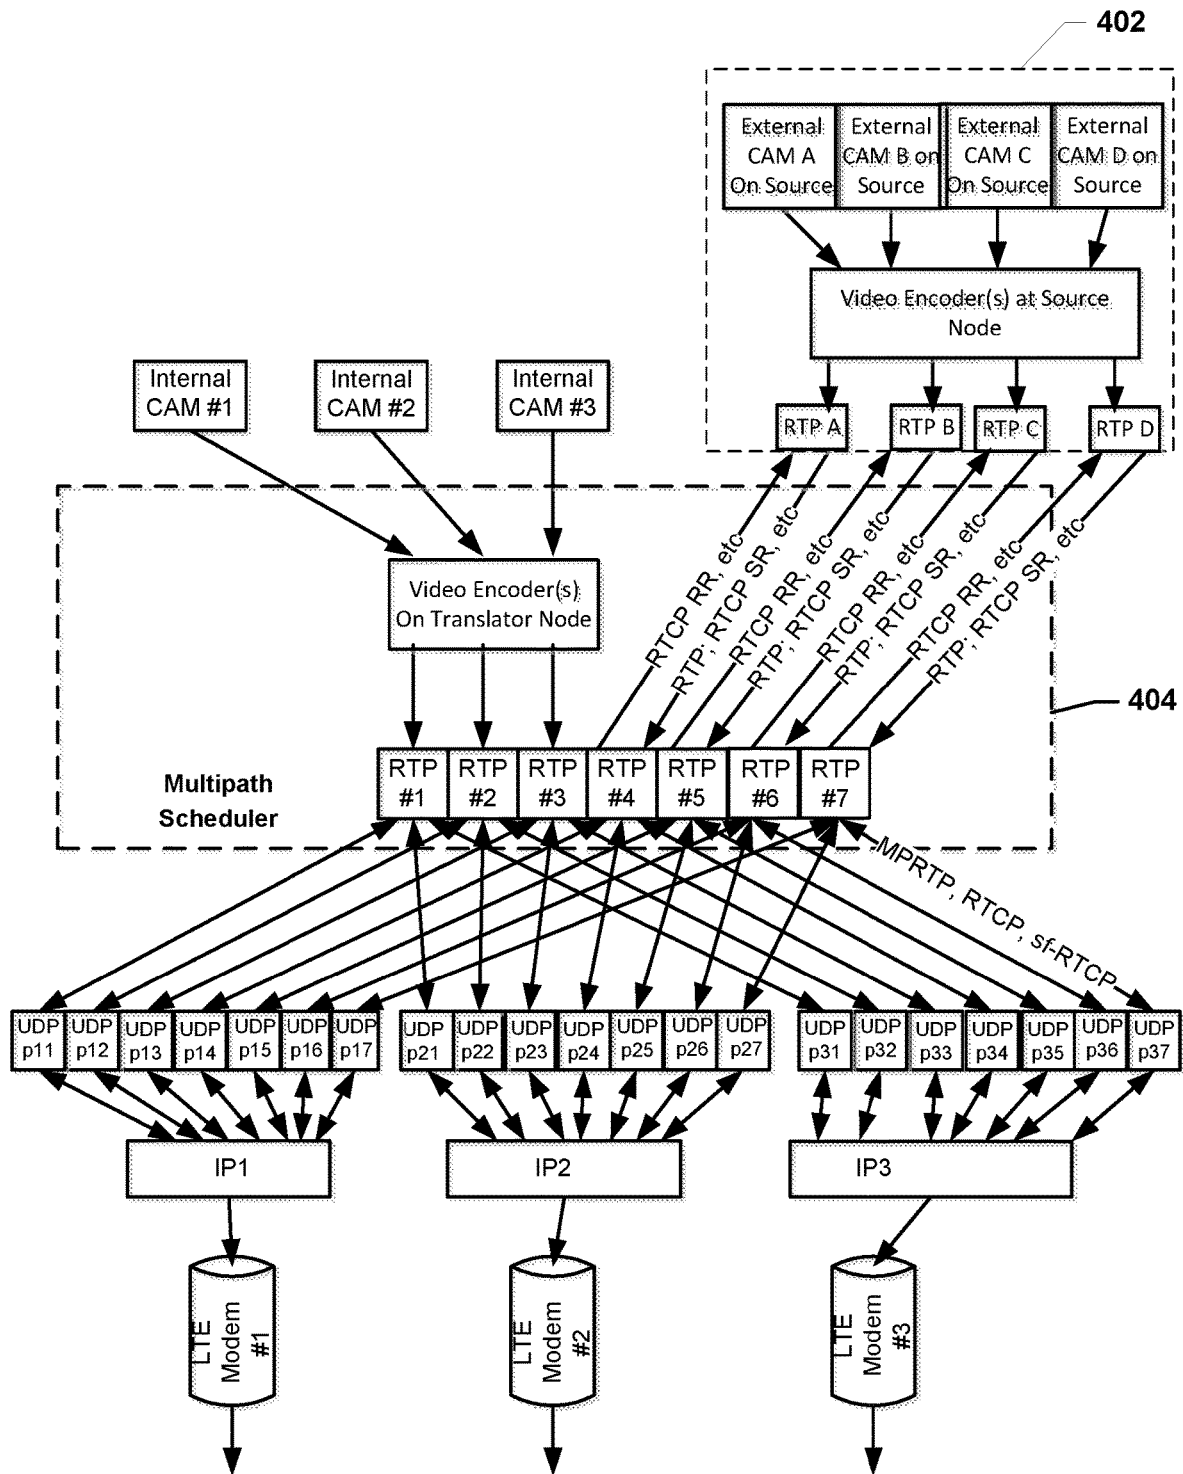 402
External CAM A On Source
External CAM B on Source
External CAM C On Source
External CAM D on Source
Video Encoder(s) at Source Node
Internal CAM #1
Internal CAM #2
Internal CAM #3
RTP A
RTP B
RTP C
RTP D
Video Encoder(s) On Translator Node
RTCP RR, etc
RTP; RTCP SR, etc
RTCP RR, etc
RTP; RTCP SR, etc
RTCP RR, etc
RTP; RTCP SR, etc
RTCP RR, etc
RTP; RTCP SR, etc
404
Multipath Scheduler
RTP #1
RTP #2
RTP #3
RTP #4
RTP #5
RTP #6
RTP #7
MPRTP, RTCP, sf-RTCP
UDP p11
UDP p12
UDP p13
UDP p14
UDP p15
UDP p16
UDP p17
UDP p21
UDP p22
UDP p23
UDP p24
UDP p25
UDP p26
UDP p27
UDP p31
UDP p32
UDP p33
UDP p34
UDP p35
UDP p36
UDP p37
IP1
IP2
IP3
LTE Modem #1
LTE Modem #2
LTE Modem #3